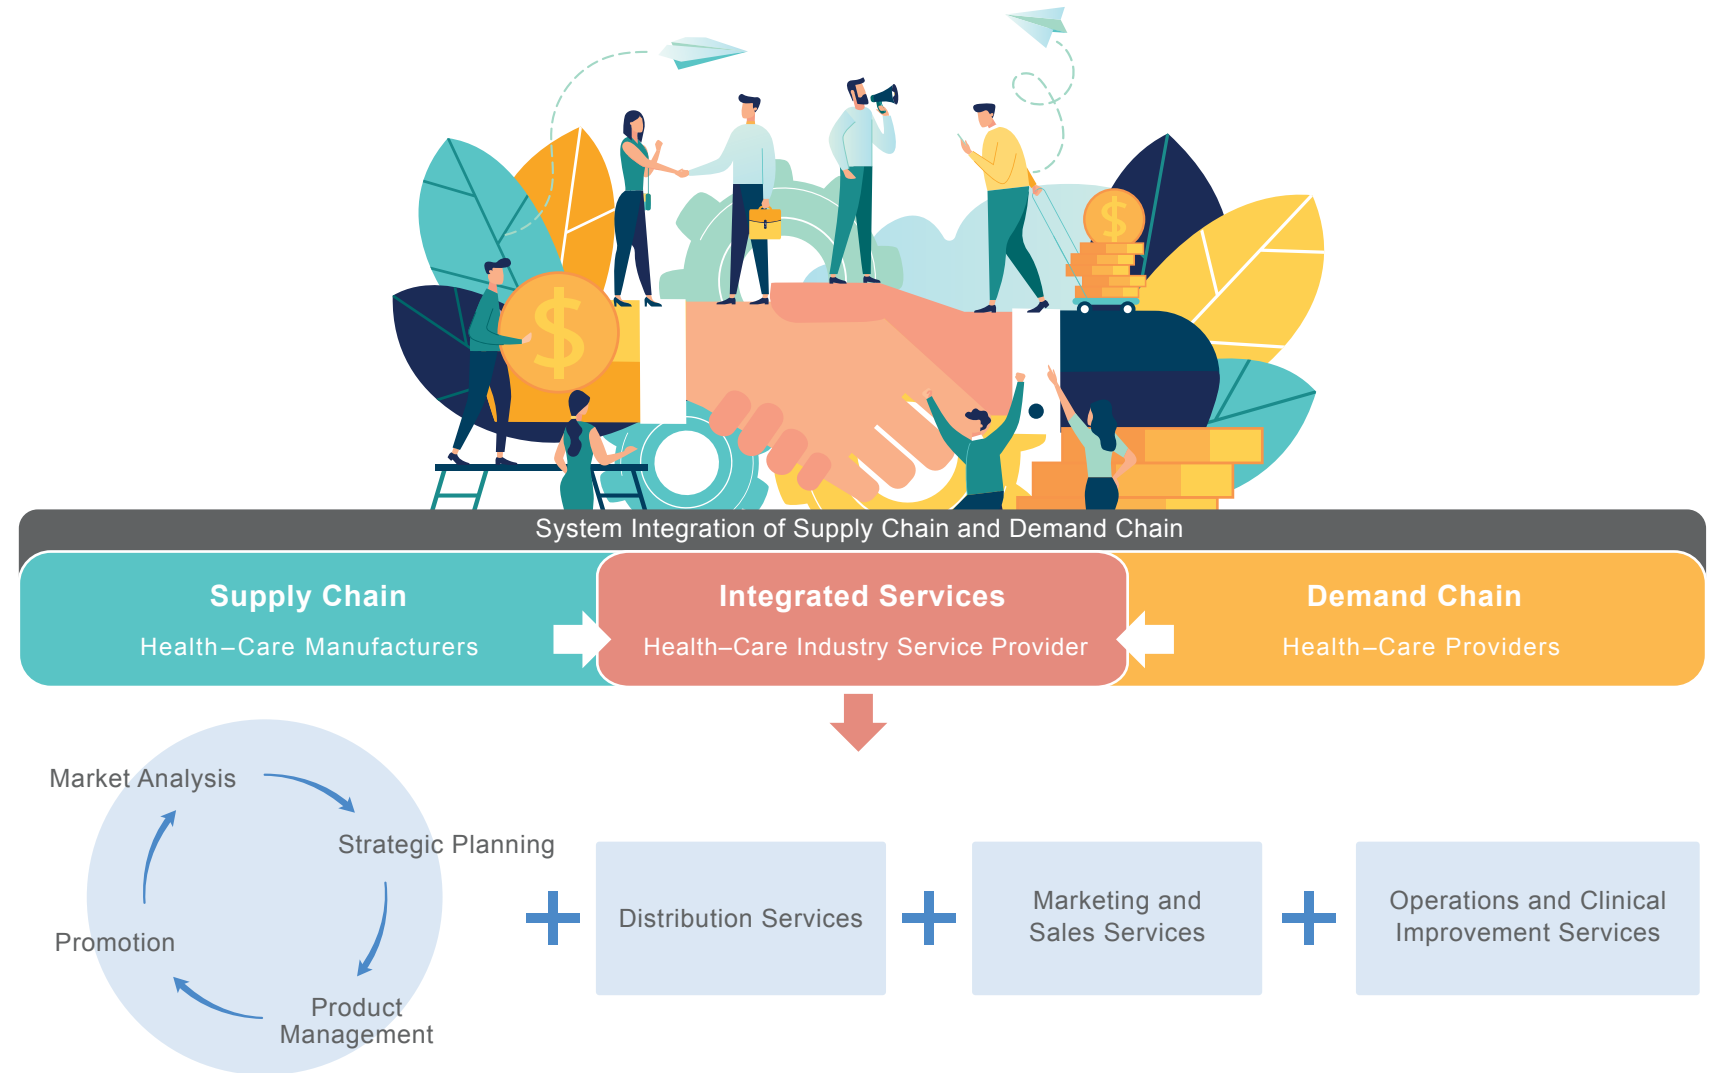 $
$
System Integration of Supply Chain and Demand Chain
Supply Chain
Health–Care Manufacturers
Integrated Services
Health–Care Industry Service Provider
Demand Chain
Health–Care Providers
Market Analysis
Strategic Planning
Product
Management
Promotion
Distribution Services
Marketing and
Sales Services
Operations and Clinical
Improvement Services